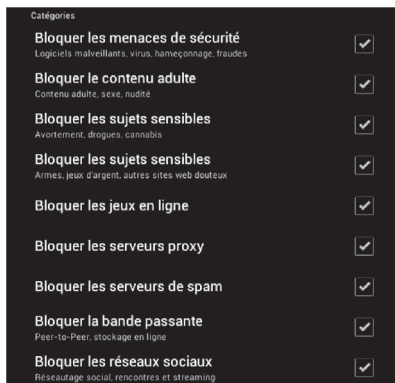 Catégories
Bloquer les menaces de sécurité
Logiciels malveillants, virus, hameçonnage, fraudes
Bloquer le contenu adulte
Contenu adulte, sexe, nudité
Bloquer les sujets sensibles
Avortement, drogues, cannabis
Bloquer les sujets sensibles
Armes, jeux d'argent, autres sites web douteux
Bloquer les jeux en ligne
Bloquer les serveurs proxy
Bloquer les serveurs de spam
Bloquer la bande passante
Peer-to-Peer, stockage en ligne
Bloquer les réseaux sociaux
Réseautage social, rencontres et streaming